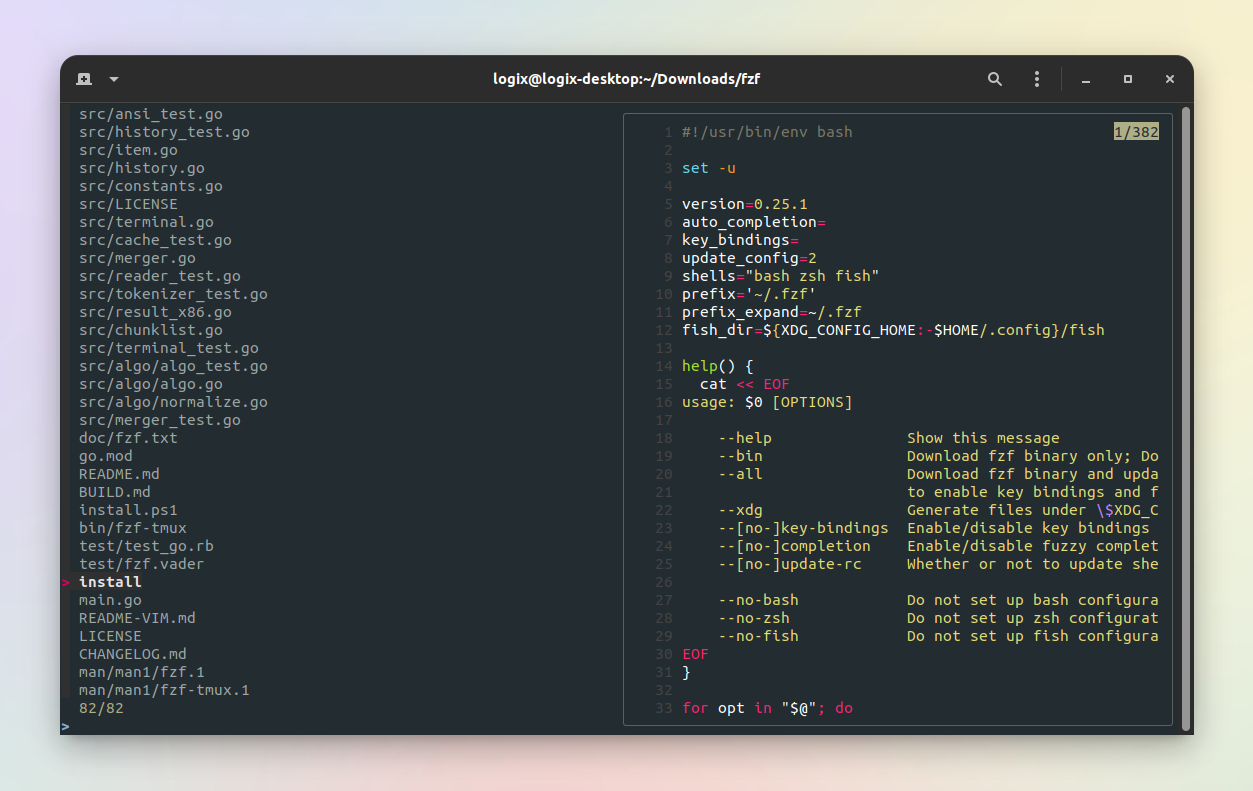 logix@logix-desktop:~/Downloads/fzf
src/ansi_test.go
src/history_test.go
src/item.go
src/history.go
src/constants.go
src/LICENSE
src/terminal.go
src/cache_test.go
src/merger.go
src/reader_test.go
src/tokenizer_test.go
src/result_x86.go
src/chunklist.go
src/terminal_test.go
src/algo/algo_test.go
src/algo/algo.go
src/algo/normalize.go
src/merger_test.go
doc/fzf.txt
go.mod
README.md
BUILD.md
install.ps1
bin/fzf-tmux
test/test_go.rb
test/fzf.vader
> install
main.go
README-VIM.md
LICENSE
CHANGELOG.md
man/man1/fzf.1
man/man1/fzf-tmux.1
82/82
>
1 #!/usr/bin/env bash 1/382
2
3 set -u
4
5 version=0.25.1
6 auto_completion=
7 key_bindings=
8 update_config=2
9 shells="bash zsh fish"
10 prefix='~/.fzf'
11 prefix_expand=~/.fzf
12 fish_dir=${XDG_CONFIG_HOME:-$HOME/.config}/fish
13
14 help() {
15   cat << EOF
16 usage: $0 [OPTIONS]
17
18     --help               Show this message
19     --bin                Download fzf binary only; Do
20     --all                Download fzf binary and upda
21                          to enable key bindings and f
22     --xdg                Generate files under \$XDG_C
23     --[no-]key-bindings  Enable/disable key bindings
24     --[no-]completion    Enable/disable fuzzy complet
25     --[no-]update-rc     Whether or not to update she
26
27     --no-bash            Do not set up bash configura
28     --no-zsh             Do not set up zsh configurat
29     --no-fish            Do not set up fish configura
30 EOF
31 }
32
33 for opt in "$@"; do